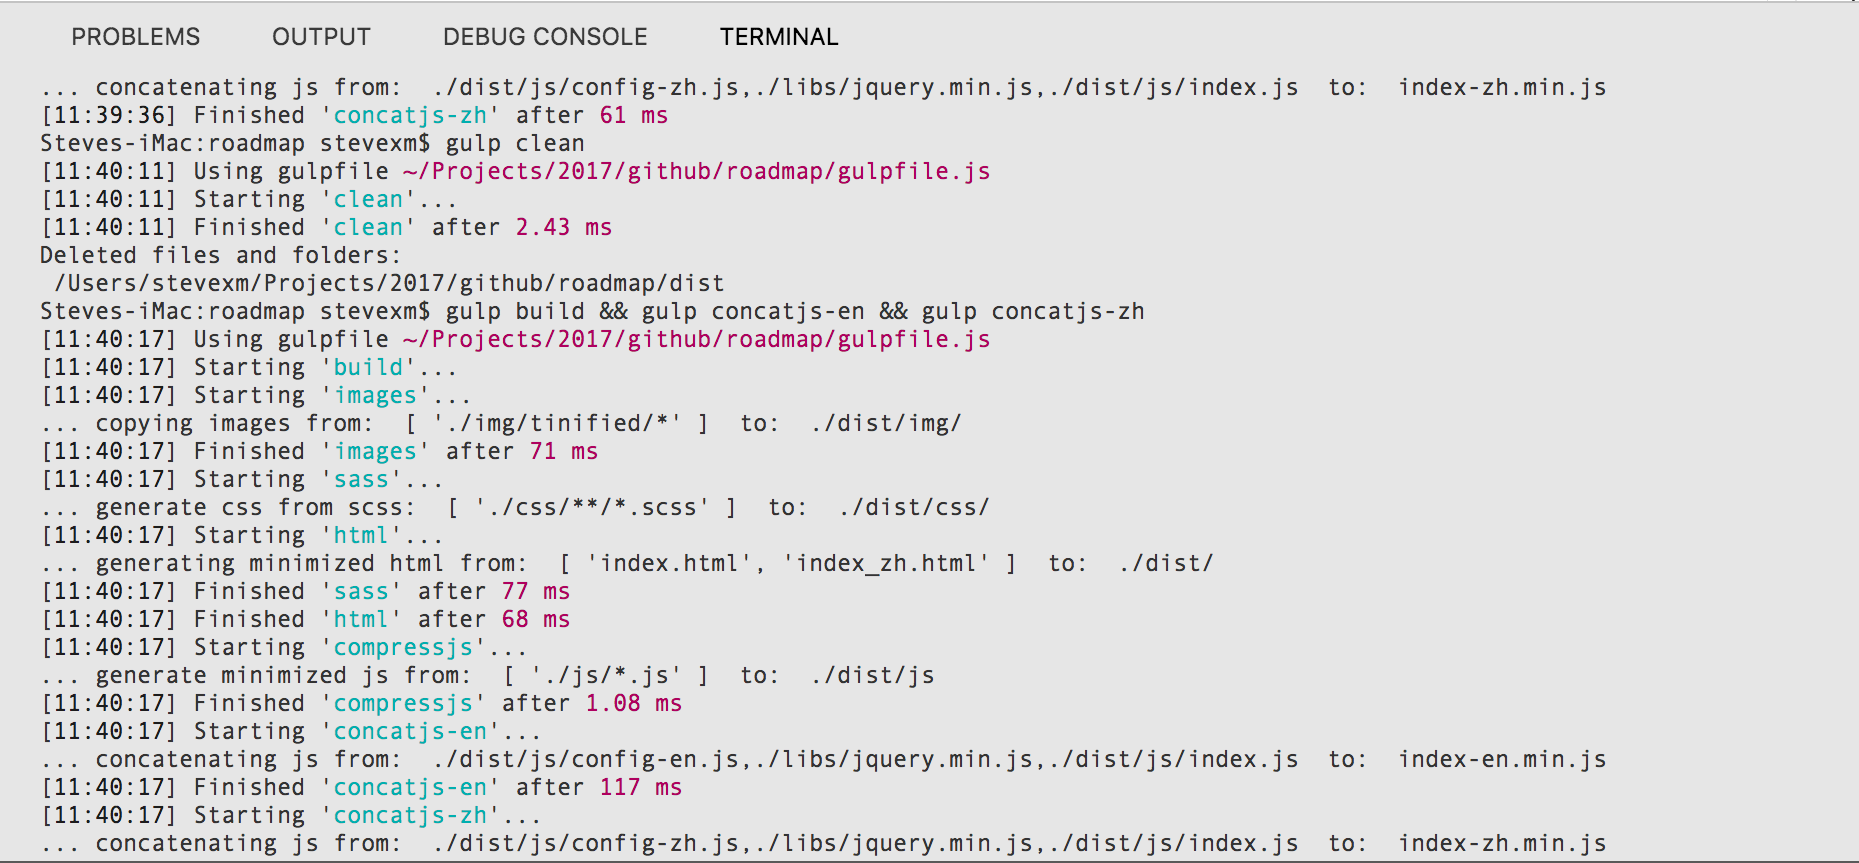 PROBLEMS OUTPUT DEBUG CONSOLE TERMINAL
... concatenating js from:  ./dist/js/config-zh.js,./libs/jquery.min.js,./dist/js/index.js  to:  index-zh.min.js
[11:39:36] Finished 'concatjs-zh' after 61 ms
Steves-iMac:roadmap stevexm$ gulp clean
[11:40:11] Using gulpfile ~/Projects/2017/github/roadmap/gulpfile.js
[11:40:11] Starting 'clean'...
[11:40:11] Finished 'clean' after 2.43 ms
Deleted files and folders:
 /Users/stevexm/Projects/2017/github/roadmap/dist
Steves-iMac:roadmap stevexm$ gulp build && gulp concatjs-en && gulp concatjs-zh
[11:40:17] Using gulpfile ~/Projects/2017/github/roadmap/gulpfile.js
[11:40:17] Starting 'build'...
[11:40:17] Starting 'images'...
... copying images from:  [ './img/tinified/*' ]  to:  ./dist/img/
[11:40:17] Finished 'images' after 71 ms
[11:40:17] Starting 'sass'...
... generate css from scss:  [ './css/**/*.scss' ]  to:  ./dist/css/
[11:40:17] Starting 'html'...
... generating minimized html from:  [ 'index.html', 'index_zh.html' ]  to:  ./dist/
[11:40:17] Finished 'sass' after 77 ms
[11:40:17] Finished 'html' after 68 ms
[11:40:17] Starting 'compressjs'...
... generate minimized js from:  [ './js/*.js' ]  to:  ./dist/js
[11:40:17] Finished 'compressjs' after 1.08 ms
[11:40:17] Starting 'concatjs-en'...
... concatenating js from:  ./dist/js/config-en.js,./libs/jquery.min.js,./dist/js/index.js  to:  index-en.min.js
[11:40:17] Finished 'concatjs-en' after 117 ms
[11:40:17] Starting 'concatjs-zh'...
... concatenating js from:  ./dist/js/config-zh.js,./libs/jquery.min.js,./dist/js/index.js  to:  index-zh.min.js